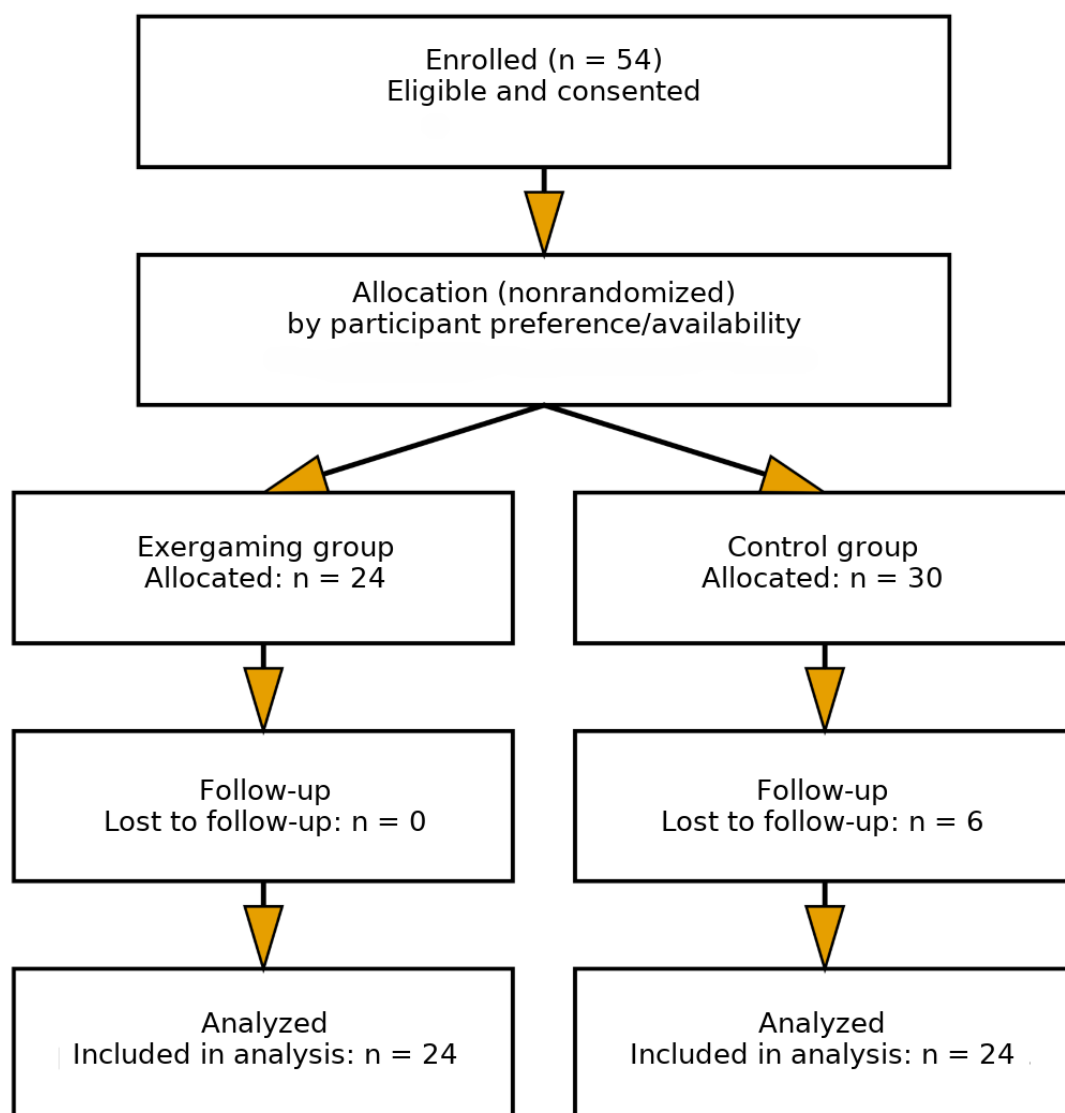 Enrolled (n = 54)
Eligible and consented
Allocation (nonrandomized)
by participant preference/availability
Exergaming group
Allocated: n = 24
Control group
Allocated: n = 30
Follow-up
Lost to follow-up: n = 0
Follow-up
Lost to follow-up: n = 6
Analyzed
Included in analysis: n = 24
Analyzed
Included in analysis: n = 24